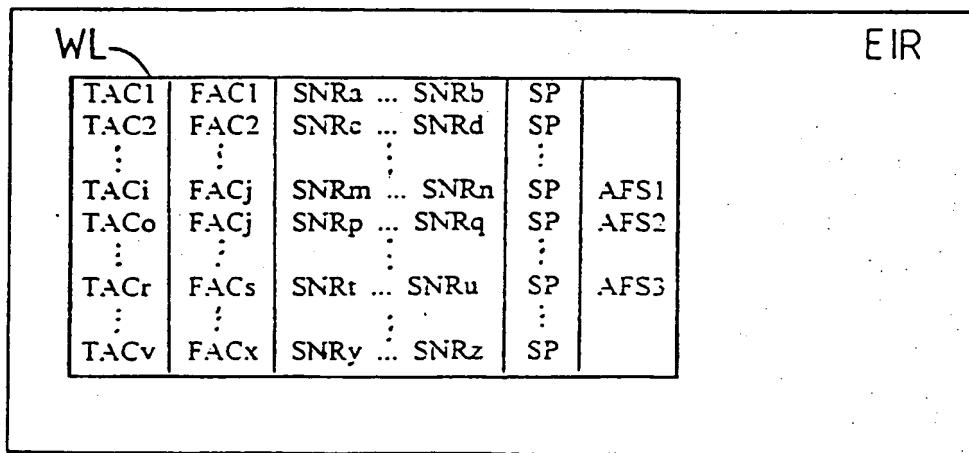 WL EIR
TAC1 FAC1 SNRa ... SNRb SP
TAC2 FAC2 SNRc ... SNRd SP
TACi FACj SNRm ... SNRn SP AFS1
TACo FACj SNRp ... SNRq SP AFS2
TACr FACs SNRt ... SNRu SP AFS3
TACv FACx SNRy ... SNRz SP